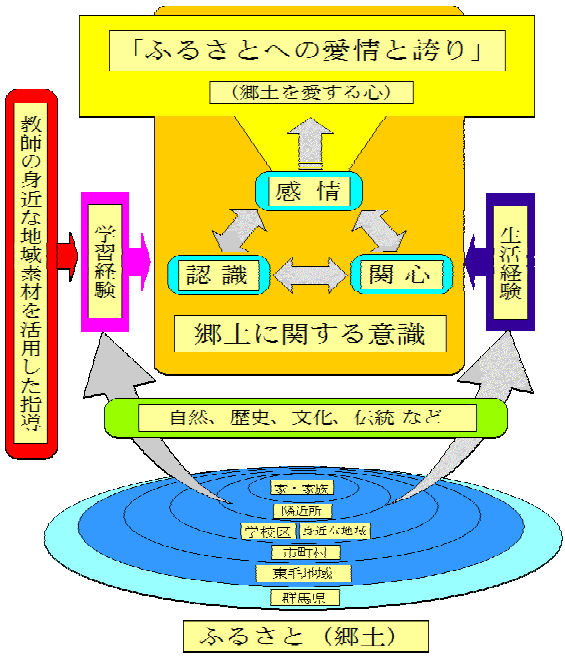 「ふるさとへの愛情と誇り」
（郷土を愛する心）
教師の身近な地域素材を活用した指導
学習経験
感情
認識
関心
生活経験
郷土に関する意識
自然、歴史、文化、伝統 など
家・家族
隣近所
学校区 身近な地域
市町村
東毛地域
群馬県
ふるさと（郷土）